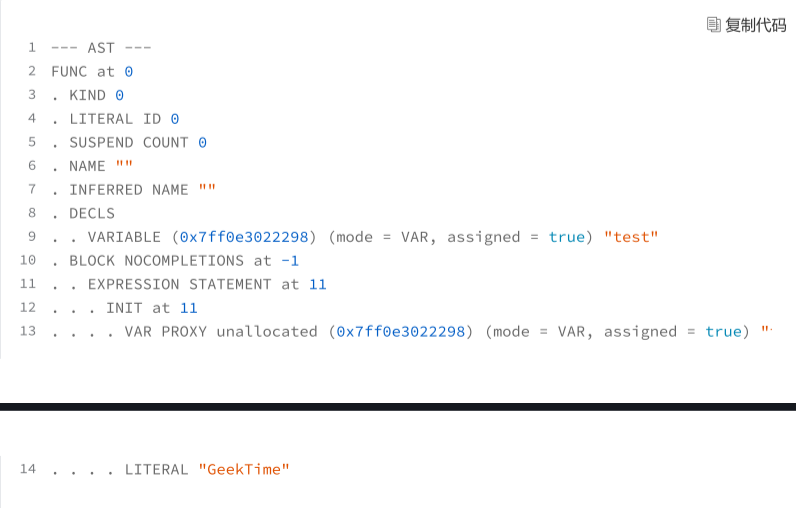 复制代码
1 --- AST ---
2 FUNC at 0
3 . KIND 0
4 . LITERAL ID 0
5 . SUSPEND COUNT 0
6 . NAME ""
7 . INFERRED NAME ""
8 . DECLS
9 . . VARIABLE (0x7ff0e3022298) (mode = VAR, assigned = true) "test"
10 . BLOCK NOCOMPLETIONS at -1
11 . . EXPRESSION STATEMENT at 11
12 . . . INIT at 11
13 . . . . VAR PROXY unallocated (0x7ff0e3022298) (mode = VAR, assigned = true) "
14 . . . . LITERAL "GeekTime"